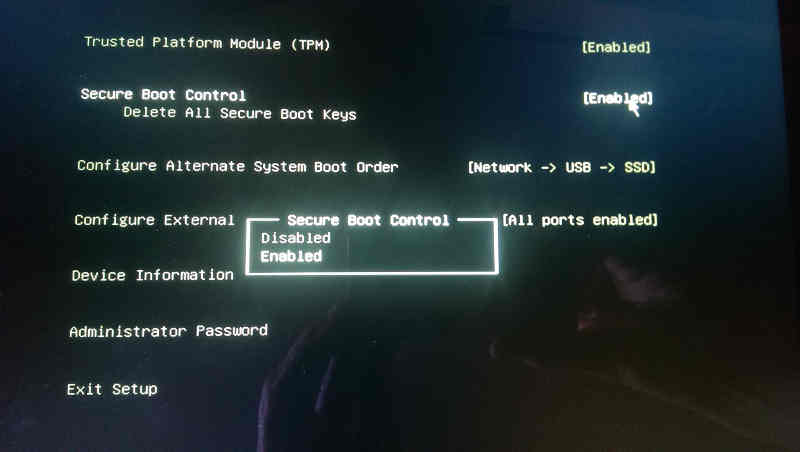 Trusted Platform Module (TPM) [Enabled]
Secure Boot Control [Enabled]
Delete All Secure Boot Keys
Configure Alternate System Boot Order [Network -> USB -> SSD]
Configure External [All ports enabled]
Secure Boot Control
Disabled
Enabled
Device Information
Administrator Password
Exit Setup